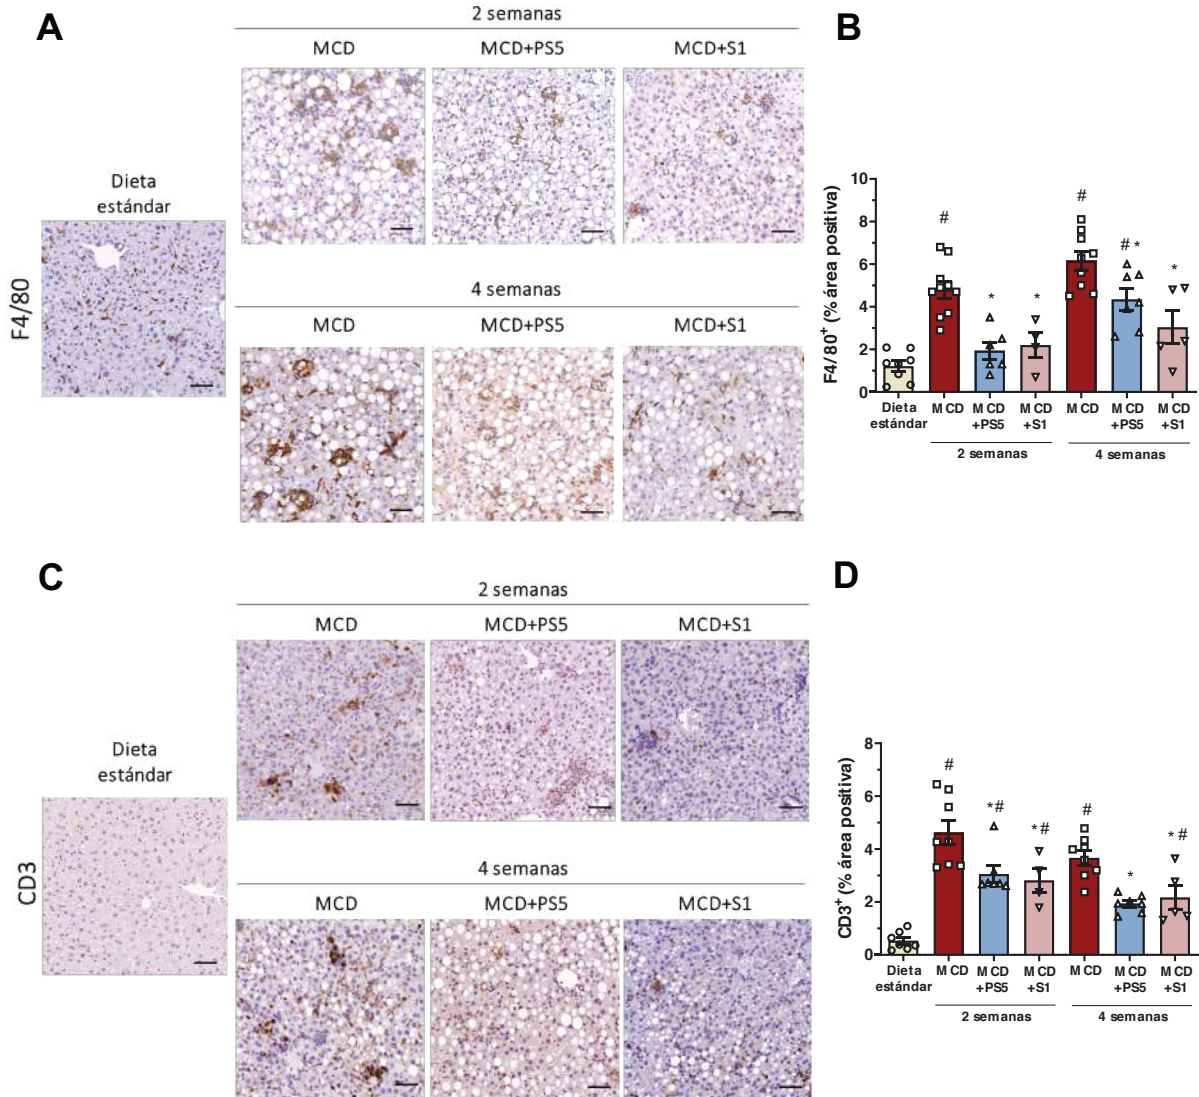 A
2 semanas
MCD
MCD+PS5
MCD+S1
Dieta
estándar
F4/80
4 semanas
MCD
MCD+PS5
MCD+S1
B
F4/80+ (% área positiva)
10
8
6
4
2
0
#
*
*
#
# *
*
Dieta
estándar
M CD
M CD
+PS5
M CD
+S1
M CD
M CD
+PS5
M CD
+S1
2 semanas
4 semanas
C
2 semanas
MCD
MCD+PS5
MCD+S1
Dieta
estándar
CD3
4 semanas
MCD
MCD+PS5
MCD+S1
D
CD3+ (% área positiva)
8
6
4
2
0
#
*#
*#
#
*
*#
Dieta
estándar
M CD
M CD
+PS5
M CD
+S1
M CD
M CD
+PS5
M CD
+S1
2 semanas
4 semanas